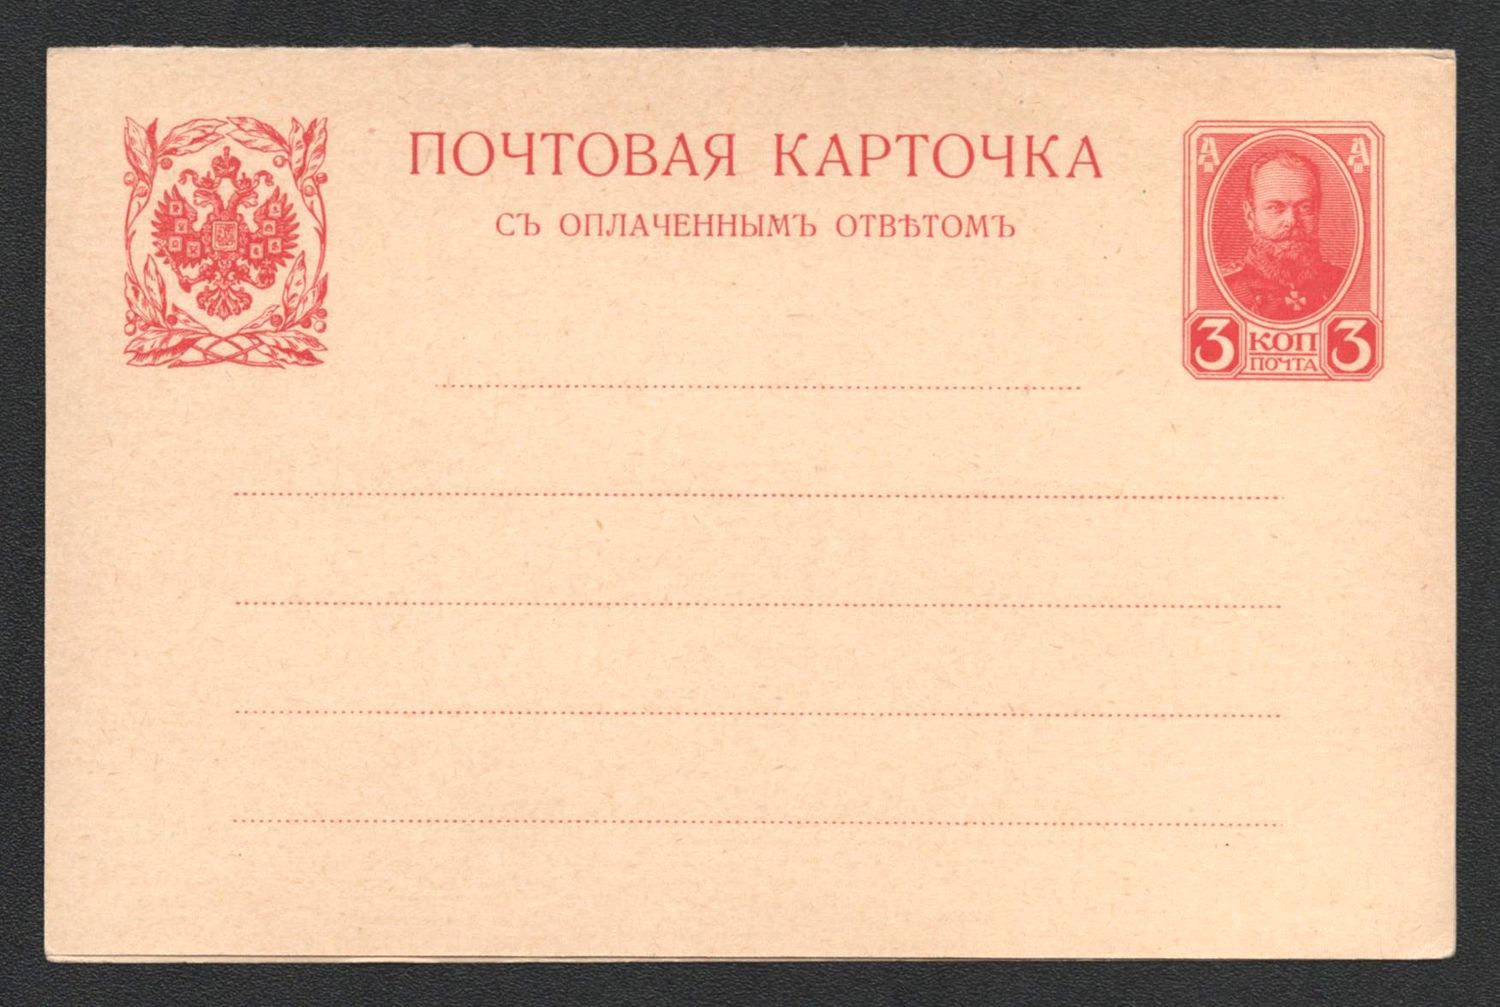 ПОЧТОВАЯ КАРТОЧКА
СЪ ОПЛАЧЕННЫМЪ ОТВѢТОМЪ
А А
3 КОП 3
ПОЧТА